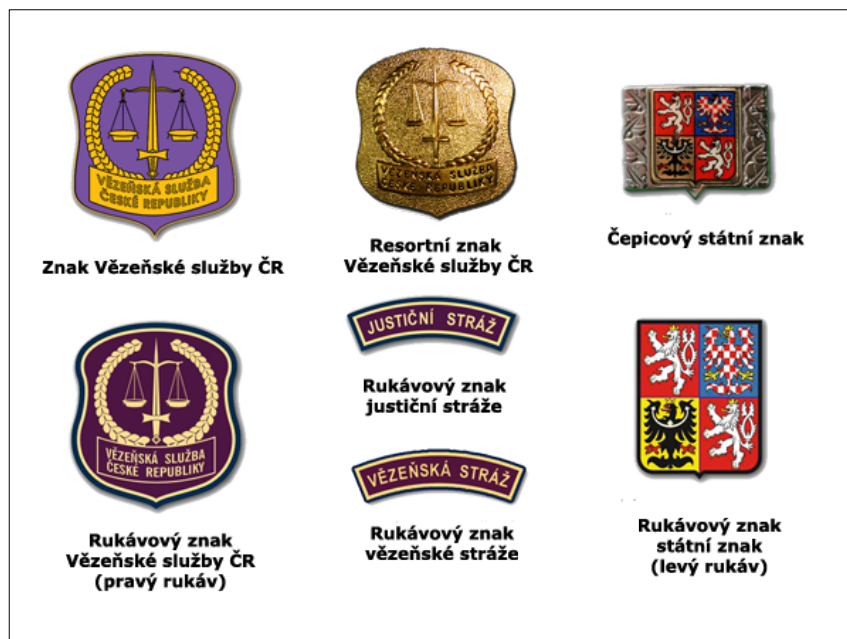 VĚZEŇSKÁ SLUŽBA
ČESKÉ REPUBLIKY
Znak Vězeňské služby ČR
VĚZEŇSKÁ SLUŽBA
ČESKÉ REPUBLIKY
Resortní znak
Vězeňské služby ČR
Čepicový státní znak
VĚZEŇSKÁ SLUŽBA
ČESKÉ REPUBLIKY
Rukávový znak
Vězeňské služby ČR
(pravý rukáv)
JUSTIČNÍ STRÁŽ
Rukávový znak
justiční stráže
VĚZEŇSKÁ STRÁŽ
Rukávový znak
vězeňské stráže
Rukávový znak
státní znak
(levý rukáv)